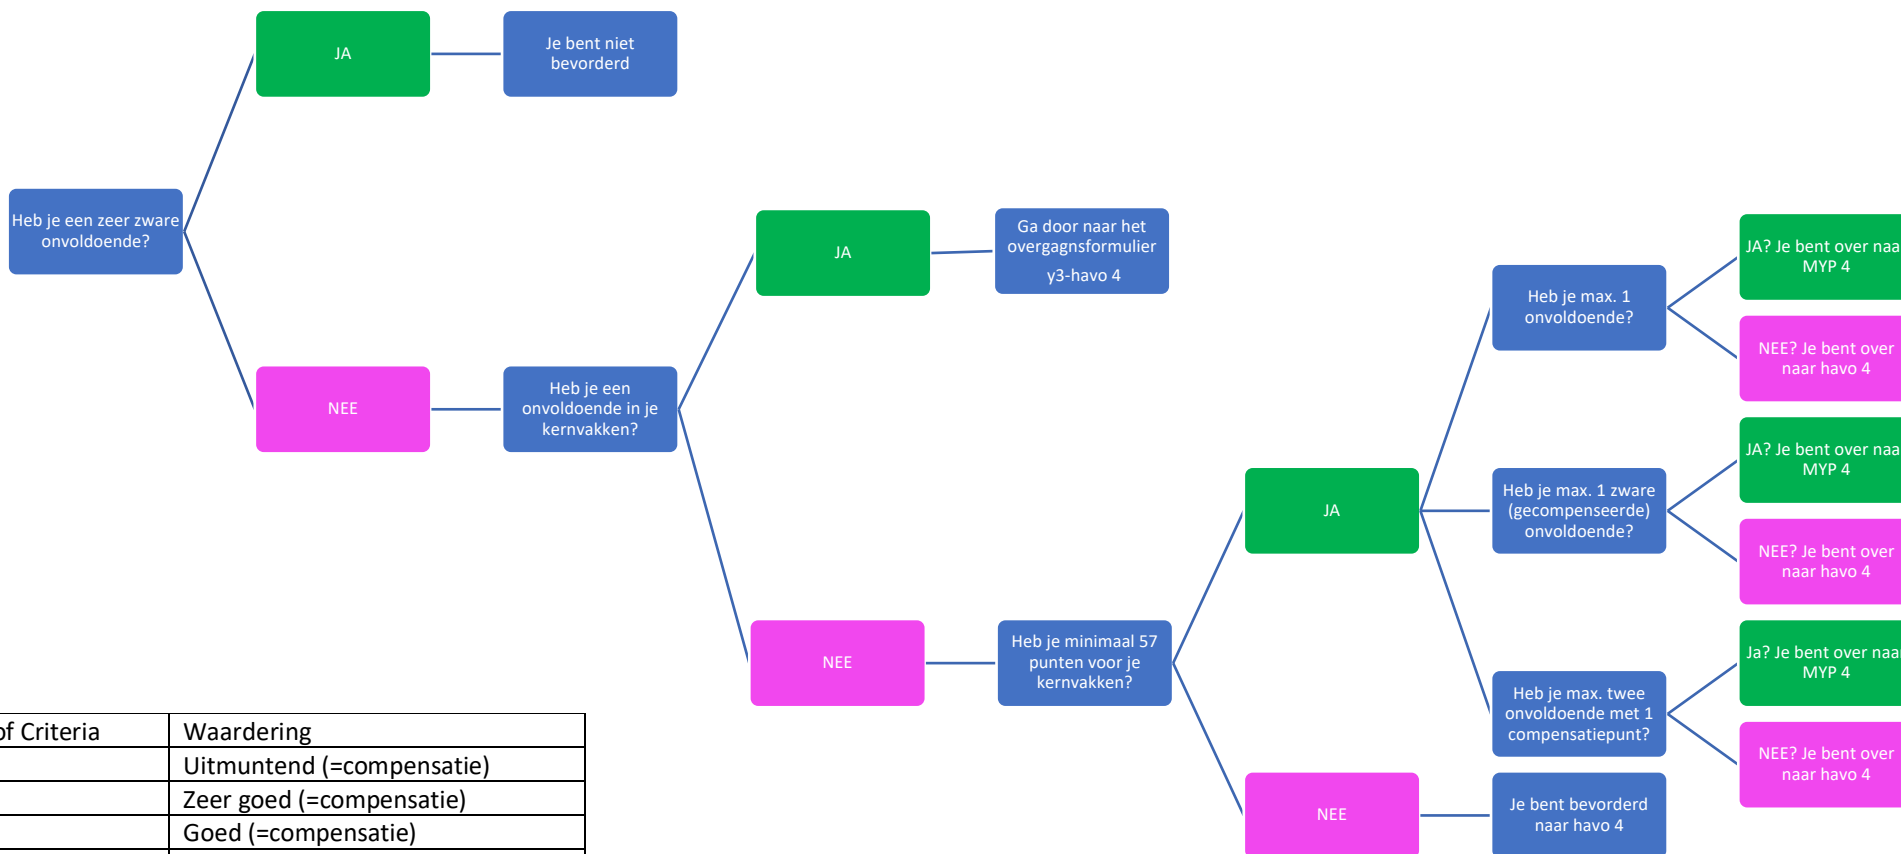 JA
Je bent niet
bevorderd
Heb je een zeer zware
onvoldoende?
NEE
Heb je een
onvoldoende in je
kernvakken?
JA
Ga door naar het
overgagnsformulier
y3-havo 4
NEE
Heb je minimaal 57
punten voor je
kernvakken?
JA
Heb je max. 1
onvoldoende?
JA? Je bent over naa
MYP 4
NEE? Je bent over
naar havo 4
Heb je max. 1 zware
(gecompenseerde)
onvoldoende?
JA? Je bent over naa
MYP 4
NEE? Je bent over
naar havo 4
Heb je max. twee
onvoldoende met 1
compensatiepunt?
Ja? Je bent over naar
MYP 4
NEE? Je bent over
naar havo 4
NEE
Je bent bevorderd
naar havo 4
of Criteria Waardering
Uitmuntend (=compensatie)
Zeer goed (=compensatie)
Goed (=compensatie)